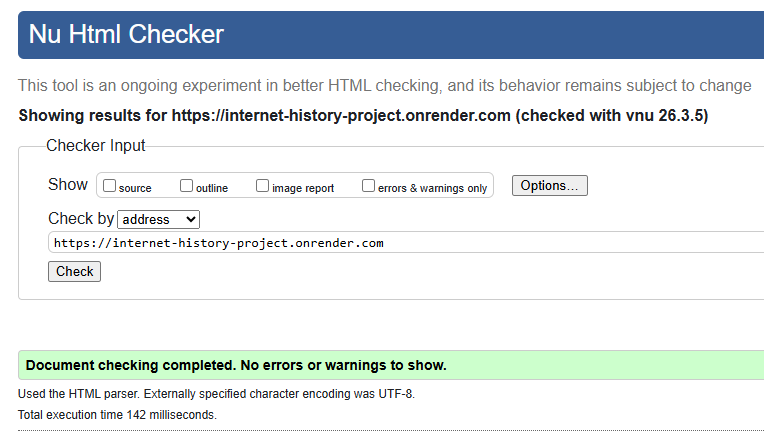 Nu Html Checker
This tool is an ongoing experiment in better HTML checking, and its behavior remains subject to change
Showing results for https://internet-history-project.onrender.com (checked with vnu 26.3.5)
Checker Input
Show source outline image report errors & warnings only Options...
Check by address
https://internet-history-project.onrender.com
Check
Document checking completed. No errors or warnings to show.
Used the HTML parser. Externally specified character encoding was UTF-8.
Total execution time 142 milliseconds.